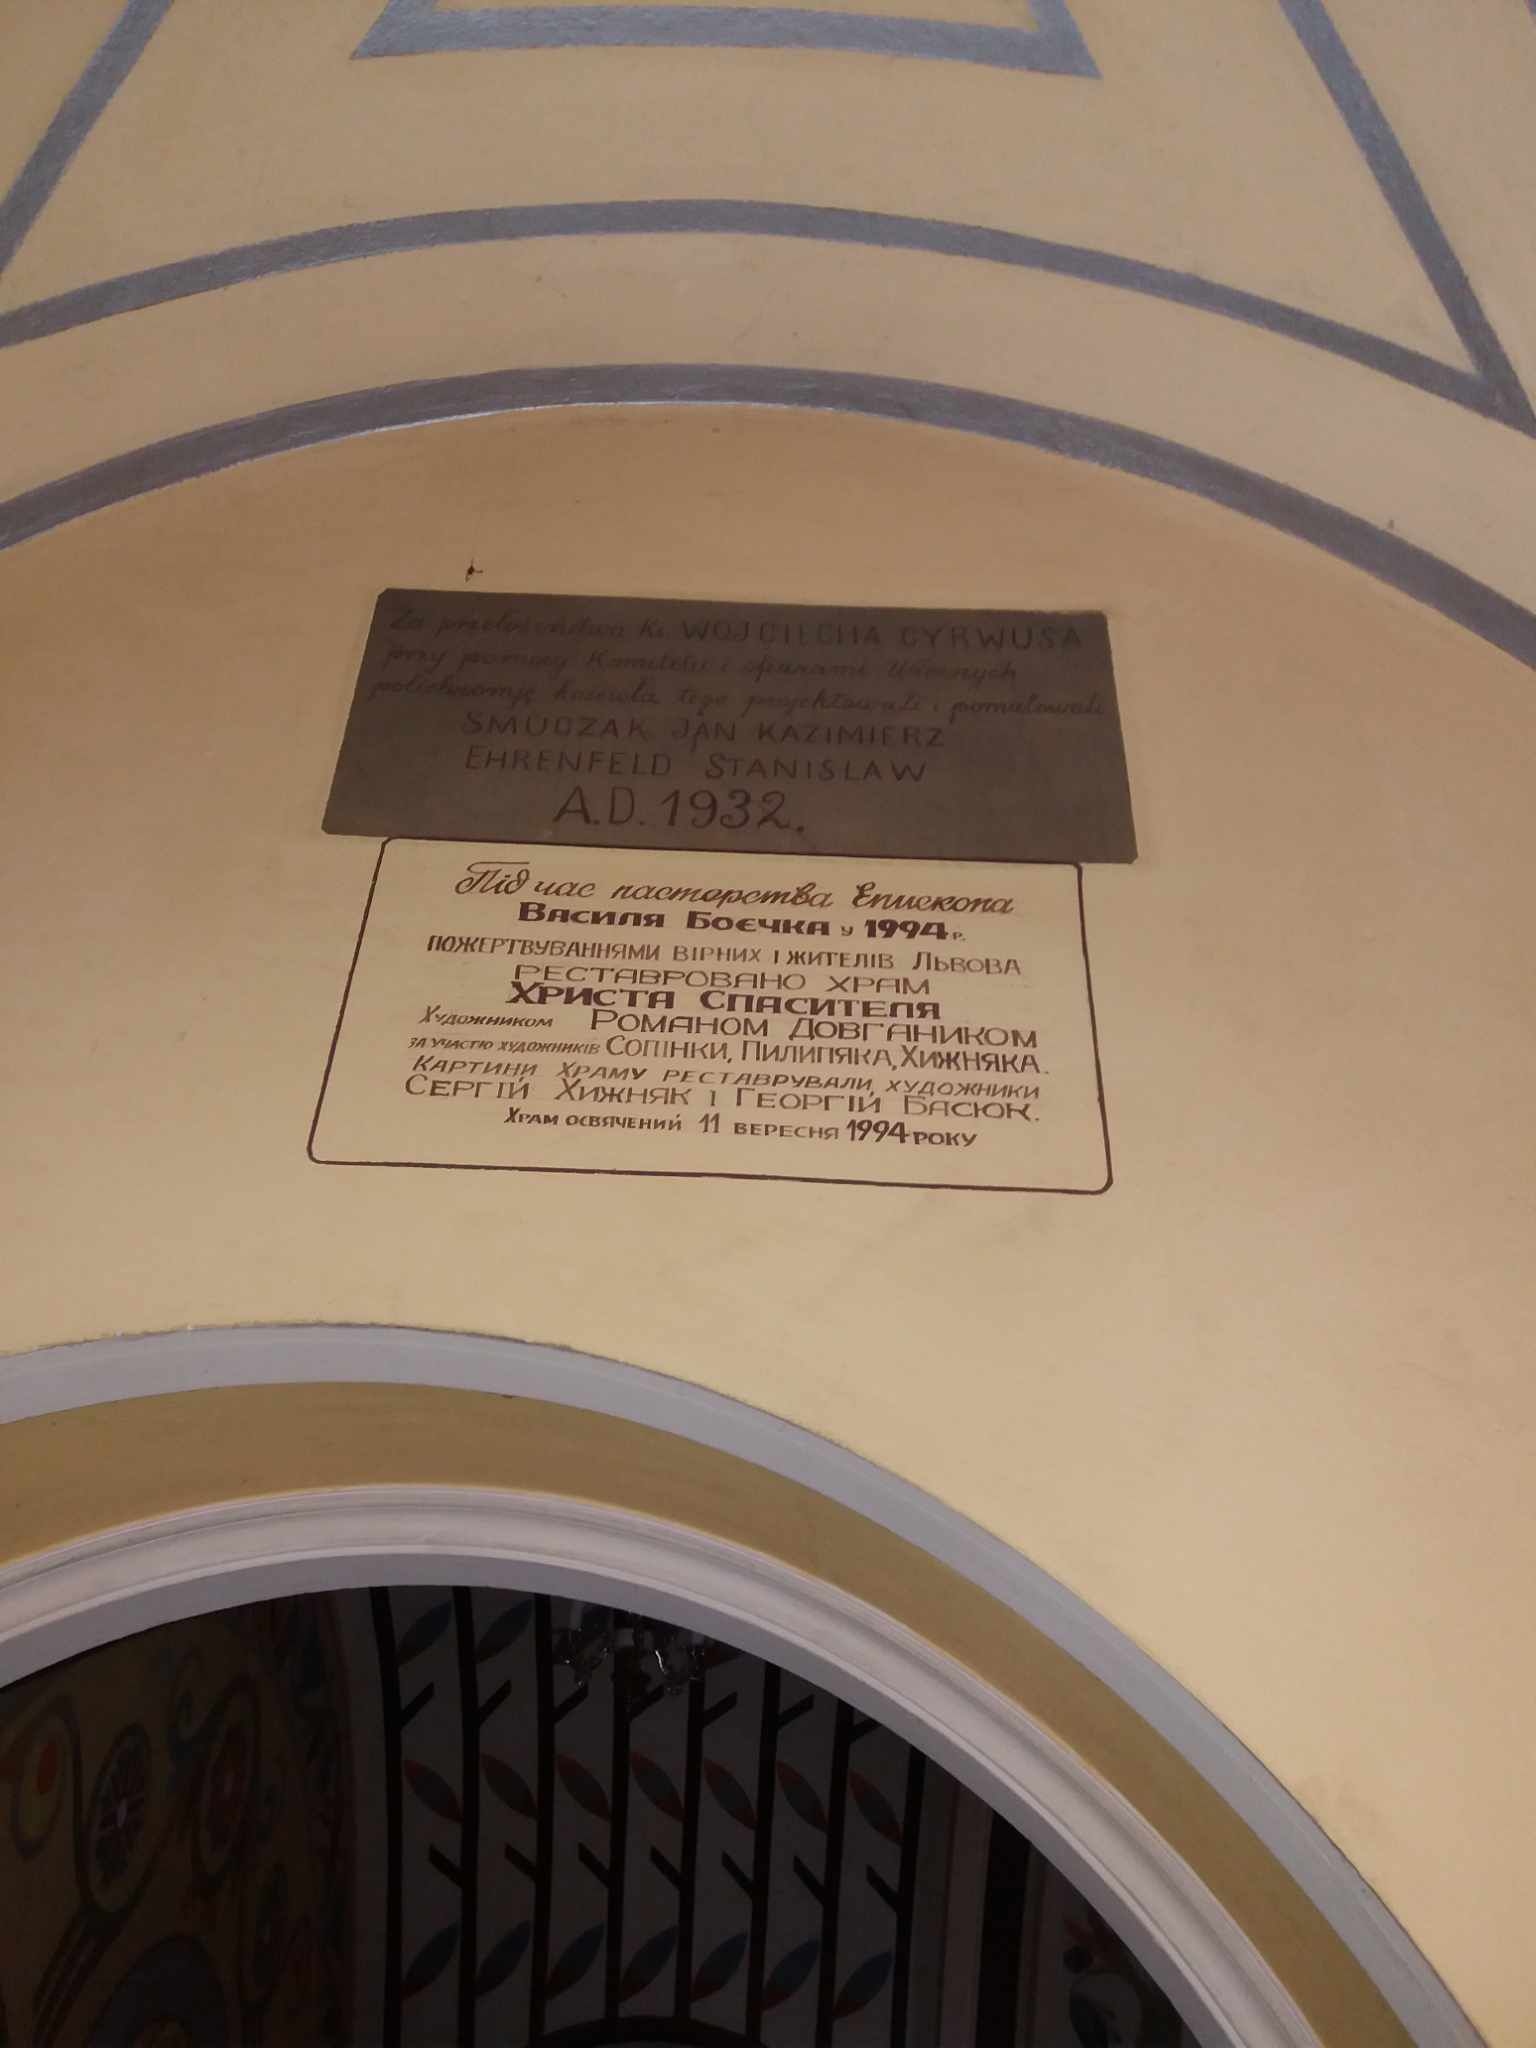 Za przełożeństwa Ks. WOJCIECHA CYRWUSA
przy pomocy Komitetu i ofiarami Wiernych
polichromję kościoła tego projektowali i pomalowali
SMUCZAK JAN KAZIMIERZ
EHRENFELD STANISLAW
A.D. 1932.
Під час пасторства Єпископа
Василя Боєчка у 1994 р.
пожертвуваннями вірних і жителів Львова
реставровано храм
Христа Спасителя
Художником Романом Довгаником
за участю художників Сопінки, Пилипяка, Хижняка.
Картини храму реставрували, художники
Сергій Хижняк і Георгій Басюк.
Храм освячений 11 вересня 1994 року